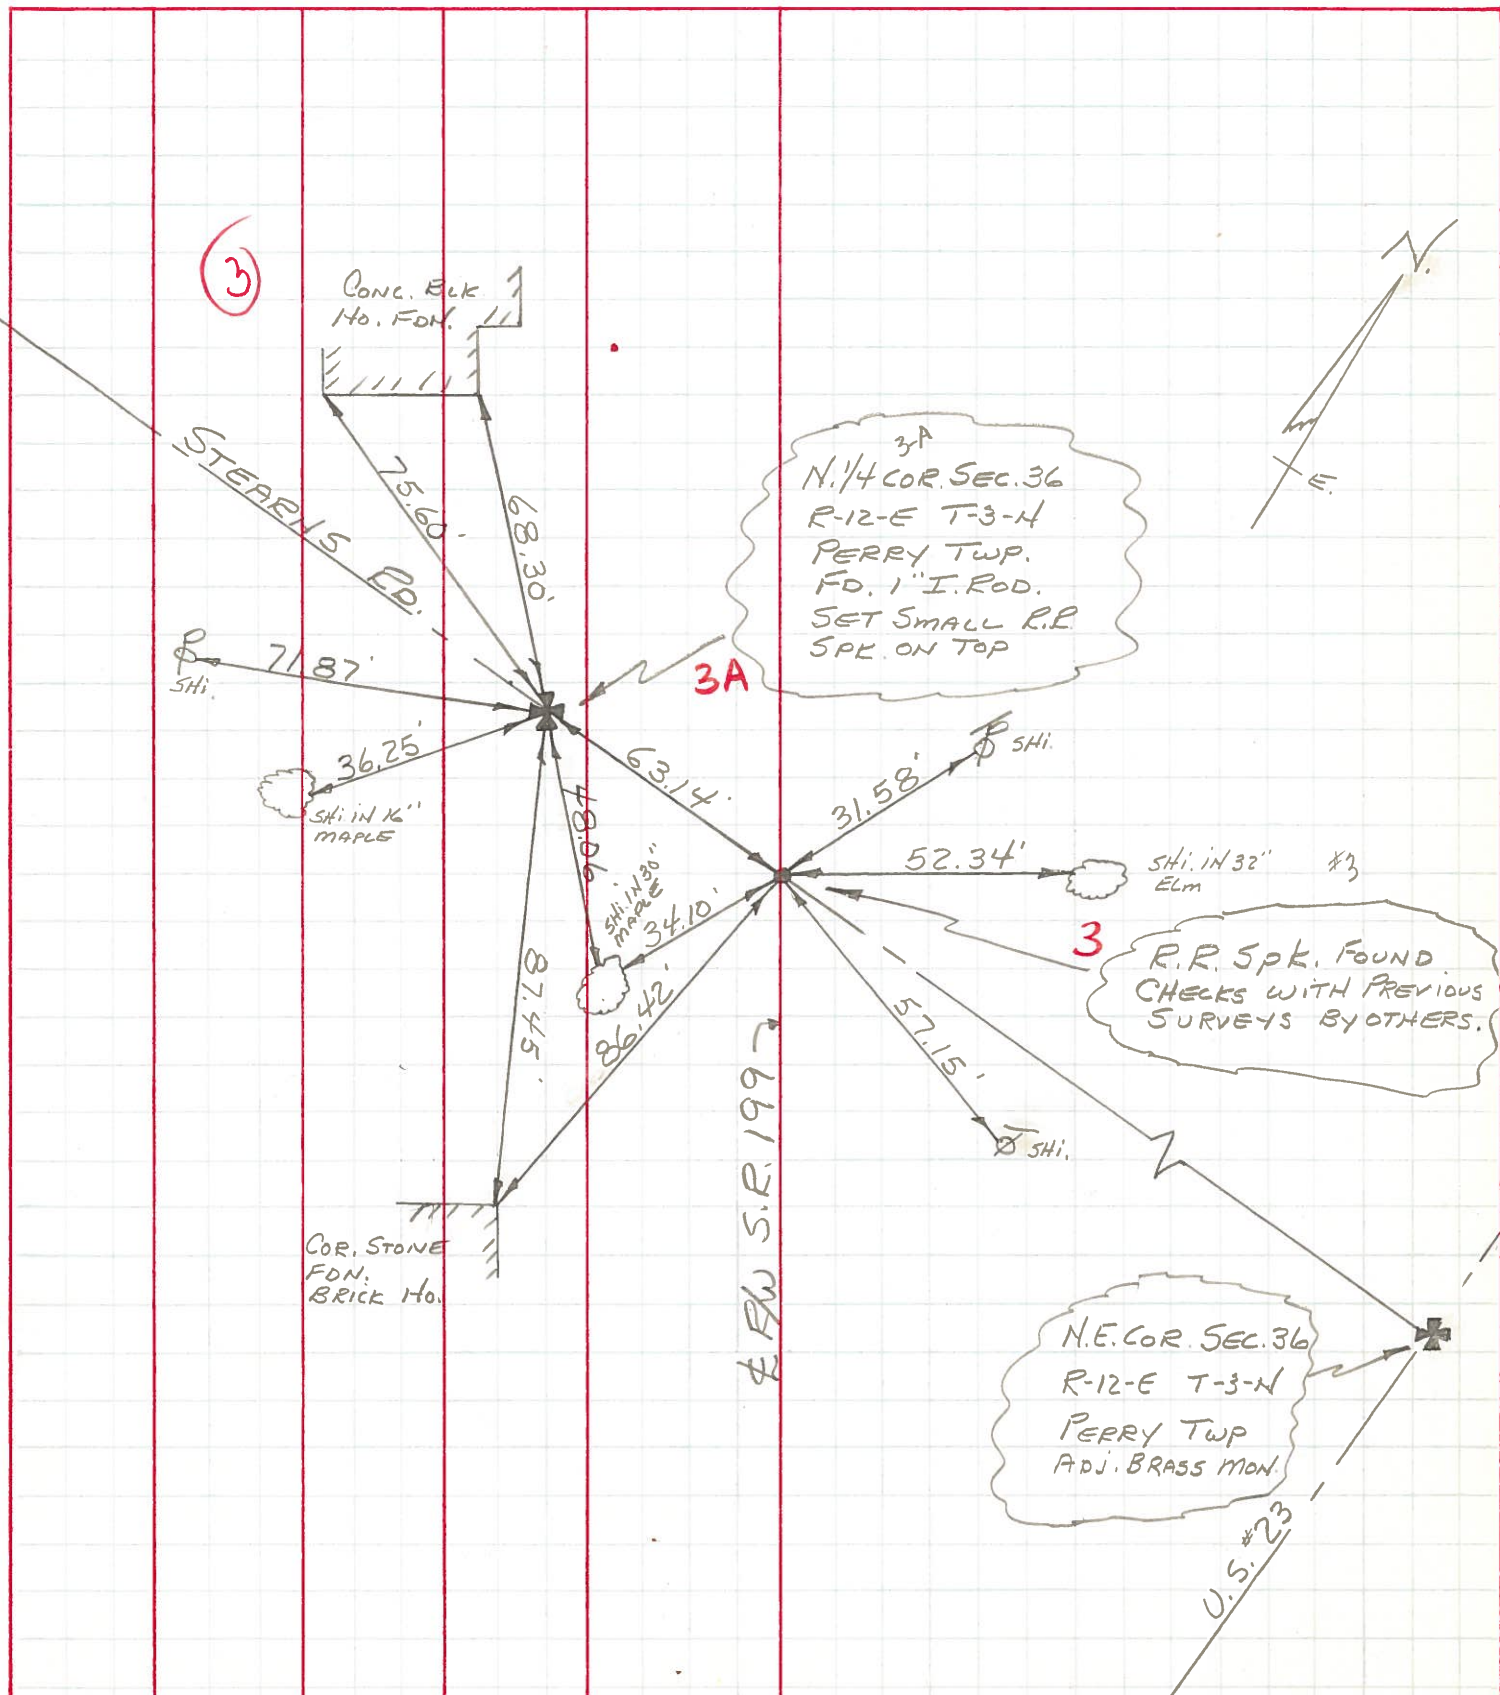 3
CONC. BLK
HO. FDN.
N.
E.
STEARNS RD.
75.60'
68.30'
3-A
N. 1/4 COR. SEC. 36
R-12-E T-3-N
PERRY TWP.
FD. 1" I. ROD.
SET SMALL R.R.
SPK. ON TOP
3A
71.87'
SHI.
36.25'
SHI. IN 16"
MAPLE
63.14'
48.06'
SHI. IN 30"
MAPLE
34.10'
31.58'
SHI.
52.34'
SHI. IN 32"
ELM
#3
3
R.R. SPK. FOUND
CHECKS WITH PREVIOUS
SURVEYS BY OTHERS.
87.45'
86.42'
57.15'
SHI.
℄ R/W S.R. 199
COR. STONE
FDN.
BRICK HO.
N.E. COR. SEC. 36
R-12-E T-3-N
PERRY TWP
ADJ. BRASS MON.
U.S. #23